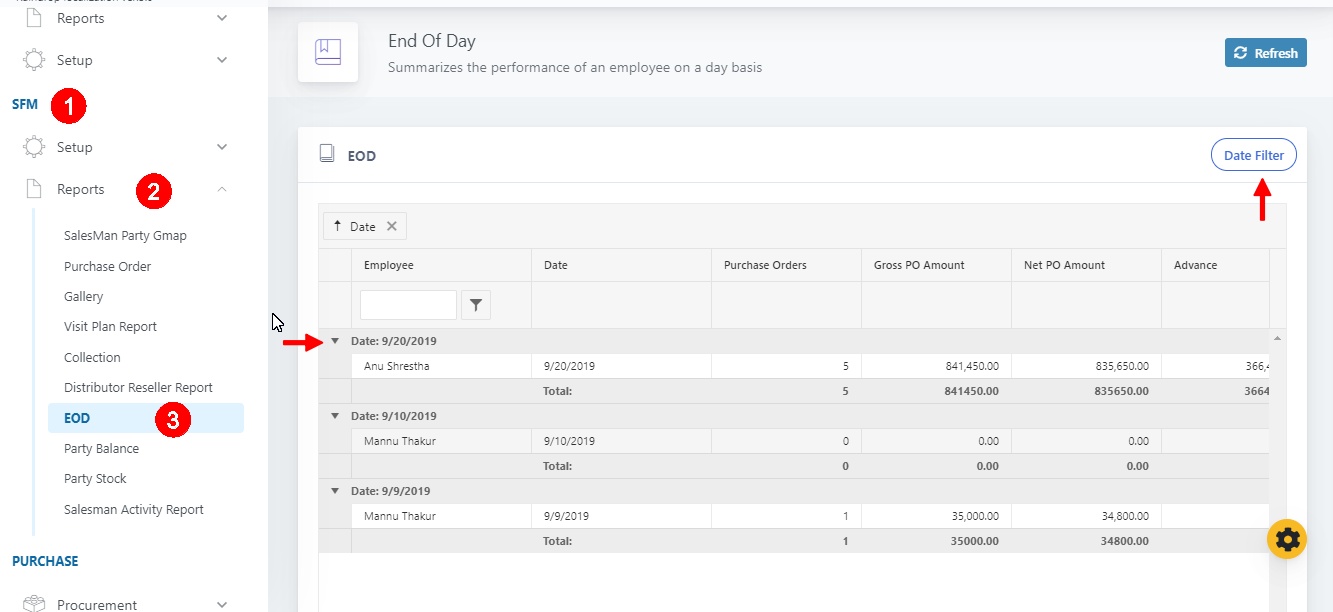 Reports
Setup
SFM 1
Setup
Reports 2
SalesMan Party Gmap
Purchase Order
Gallery
Visit Plan Report
Collection
Distributor Reseller Report
EOD 3
Party Balance
Party Stock
Salesman Activity Report
PURCHASE
Procurement
End Of Day
Summarizes the performance of an employee on a day basis
Refresh
EOD
Date Filter
Date
Employee Date Purchase Orders Gross PO Amount Net PO Amount Advance
Date: 9/20/2019
Anu Shrestha 9/20/2019 5 841,450.00 835,650.00 366,4
Total: 5 841450.00 835650.00 3664
Date: 9/10/2019
Mannu Thakur 9/10/2019 0 0.00 0.00
Total: 0 0.00 0.00
Date: 9/9/2019
Mannu Thakur 9/9/2019 1 35,000.00 34,800.00
Total: 1 35000.00 34800.00